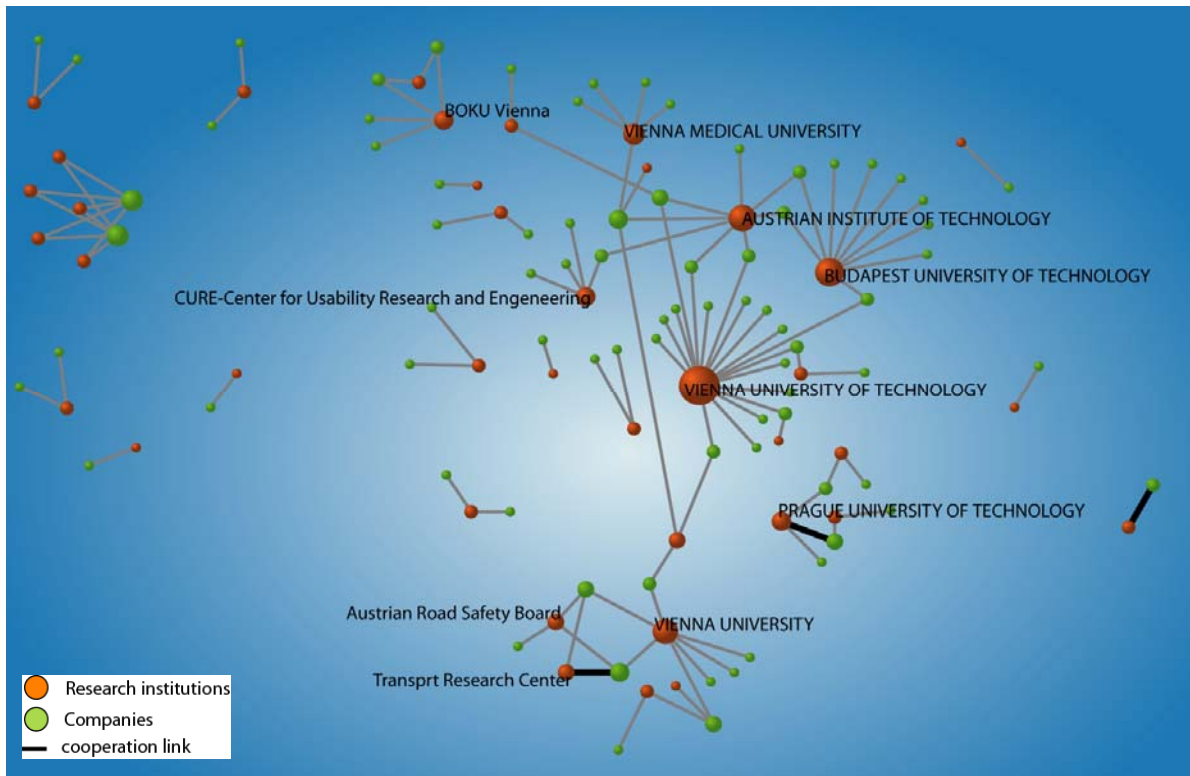 BOKU Vienna
VIENNA MEDICAL UNIVERSITY
AUSTRIAN INSTITUTE OF TECHNOLOGY
BUDAPEST UNIVERSITY OF TECHNOLOGY
CURE-Center for Usability Research and Engeneering
VIENNA UNIVERSITY OF TECHNOLOGY
PRAGUE UNIVERSITY OF TECHNOLOGY
Austrian Road Safety Board
VIENNA UNIVERSITY
Transprt Research Center
Research institutions
Companies
cooperation link